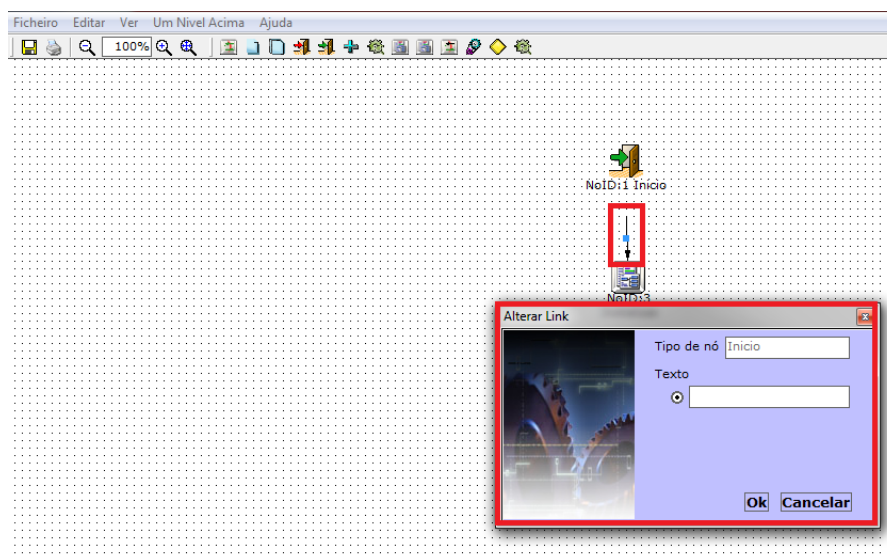 Ficheiro Editar Ver Um Nivel Acima Ajuda
100%
NoID:1 Inicio
NoID:3
Alterar Link
Tipo de nó Inicio
Texto
Ok Cancelar